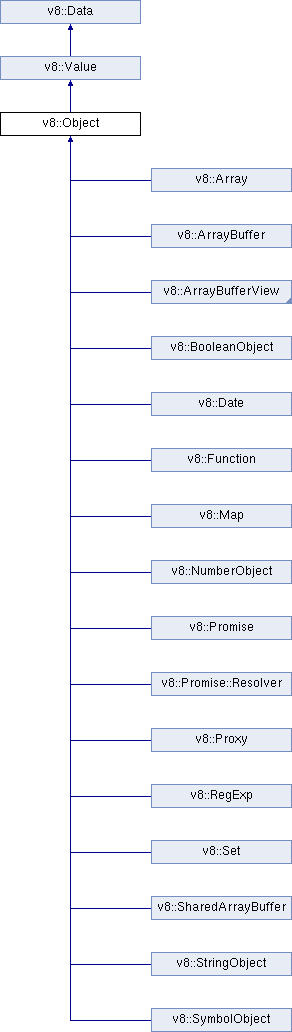 v8::Data
v8::Value
v8::Object
v8::Array
v8::ArrayBuffer
v8::ArrayBufferView
v8::BooleanObject
v8::Date
v8::Function
v8::Map
v8::NumberObject
v8::Promise
v8::Promise::Resolver
v8::Proxy
v8::RegExp
v8::Set
v8::SharedArrayBuffer
v8::StringObject
v8::SymbolObject